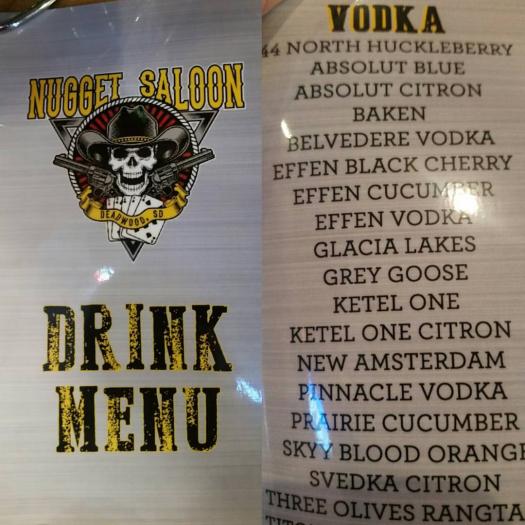 NUGGET SALOON
DEADWOOD, SD
DRINK
MENU
VODKA
44 NORTH HUCKLEBERRY
ABSOLUT BLUE
ABSOLUT CITRON
BAKEN
BELVEDERE VODKA
EFFEN BLACK CHERRY
EFFEN CUCUMBER
EFFEN VODKA
GLACIA LAKES
GREY GOOSE
KETEL ONE
KETEL ONE CITRON
NEW AMSTERDAM
PINNACLE VODKA
PRAIRIE CUCUMBER
SKYY BLOOD ORANGE
SVEDKA CITRON
THREE OLIVES RANGTA